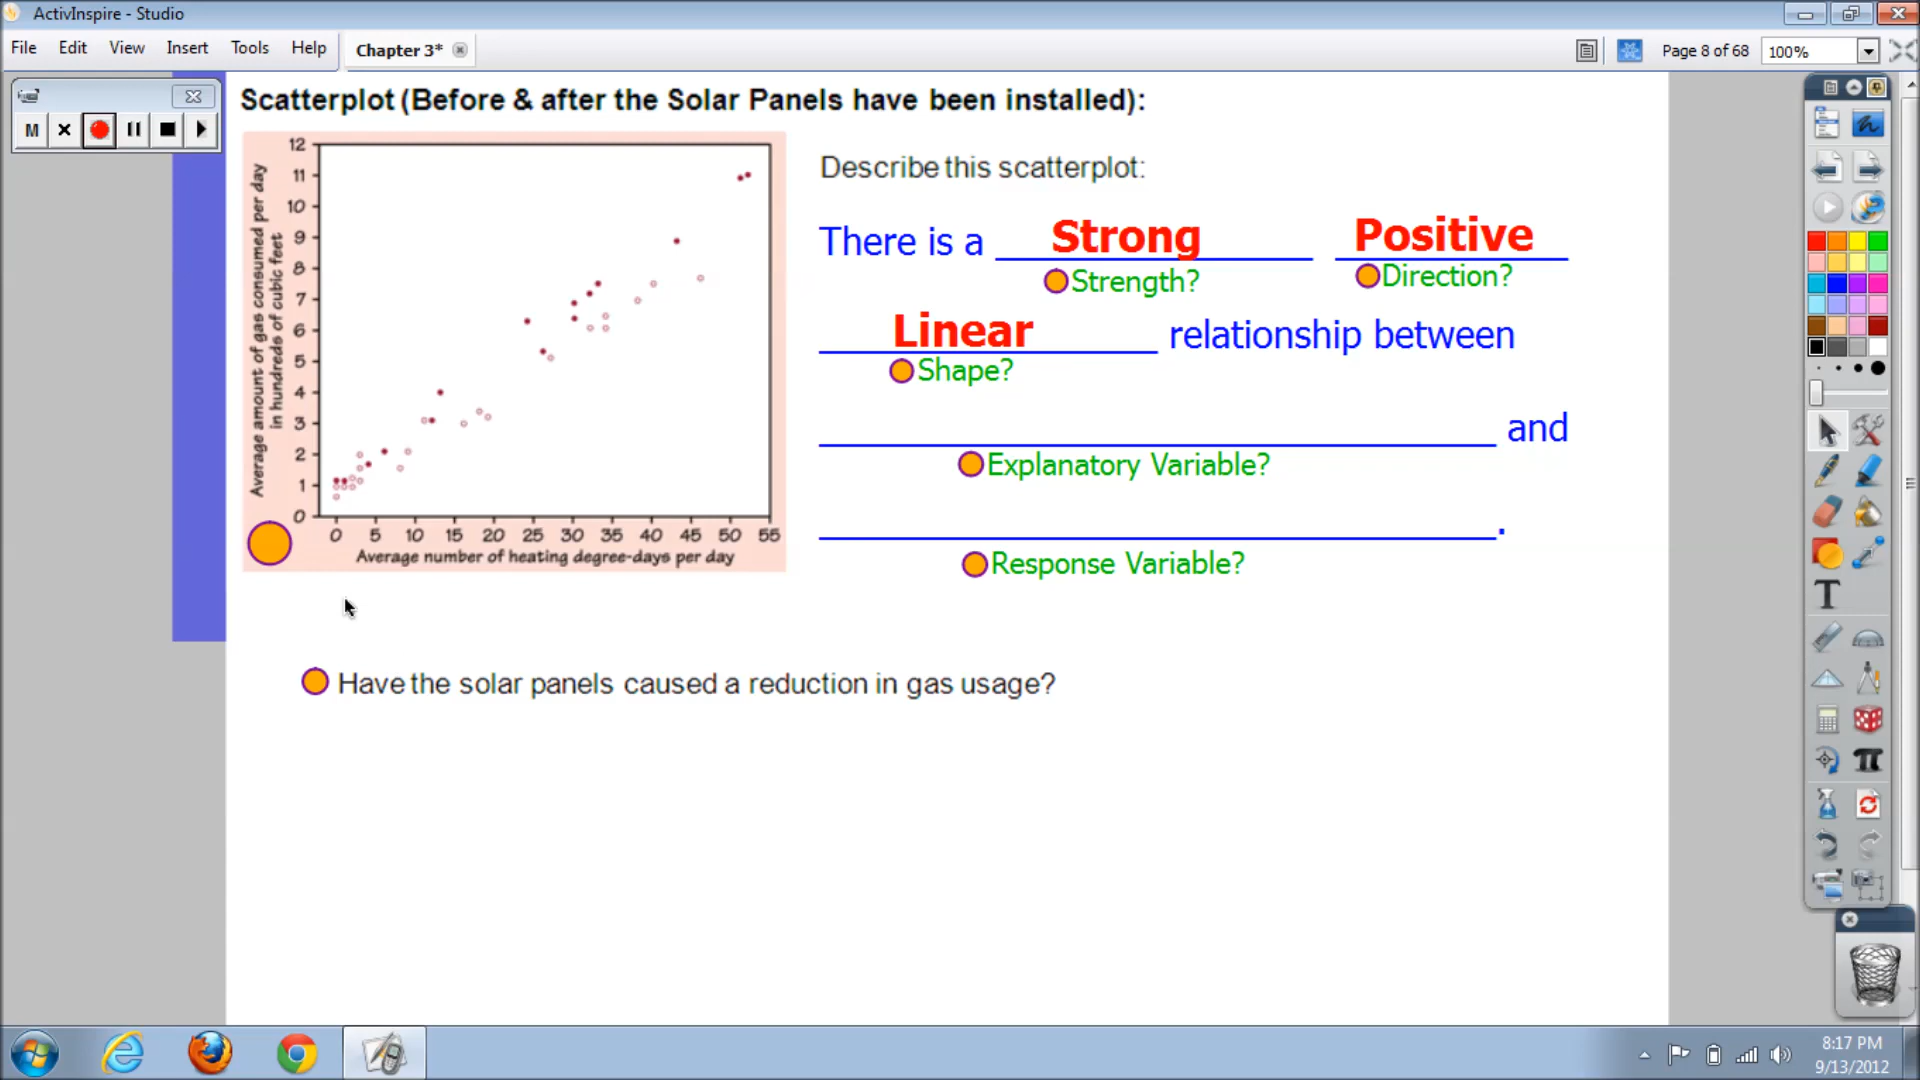 ActivInspire - Studio
File Edit View Insert Tools Help Chapter 3* Page 8 of 68 100%
M
Scatterplot (Before & after the Solar Panels have been installed):
Average amount of gas consumed per day
in hundreds of cubic feet
12
11
10
9
8
7
6
5
4
3
2
1
0
0 5 10 15 20 25 30 35 40 45 50 55
Average number of heating degree-days per day
Describe this scatterplot:
There is a Strong Positive
Strength? Direction?
Linear relationship between
Shape?
and
Explanatory Variable?
.
Response Variable?
Have the solar panels caused a reduction in gas usage?
T
8:17 PM
9/13/2012